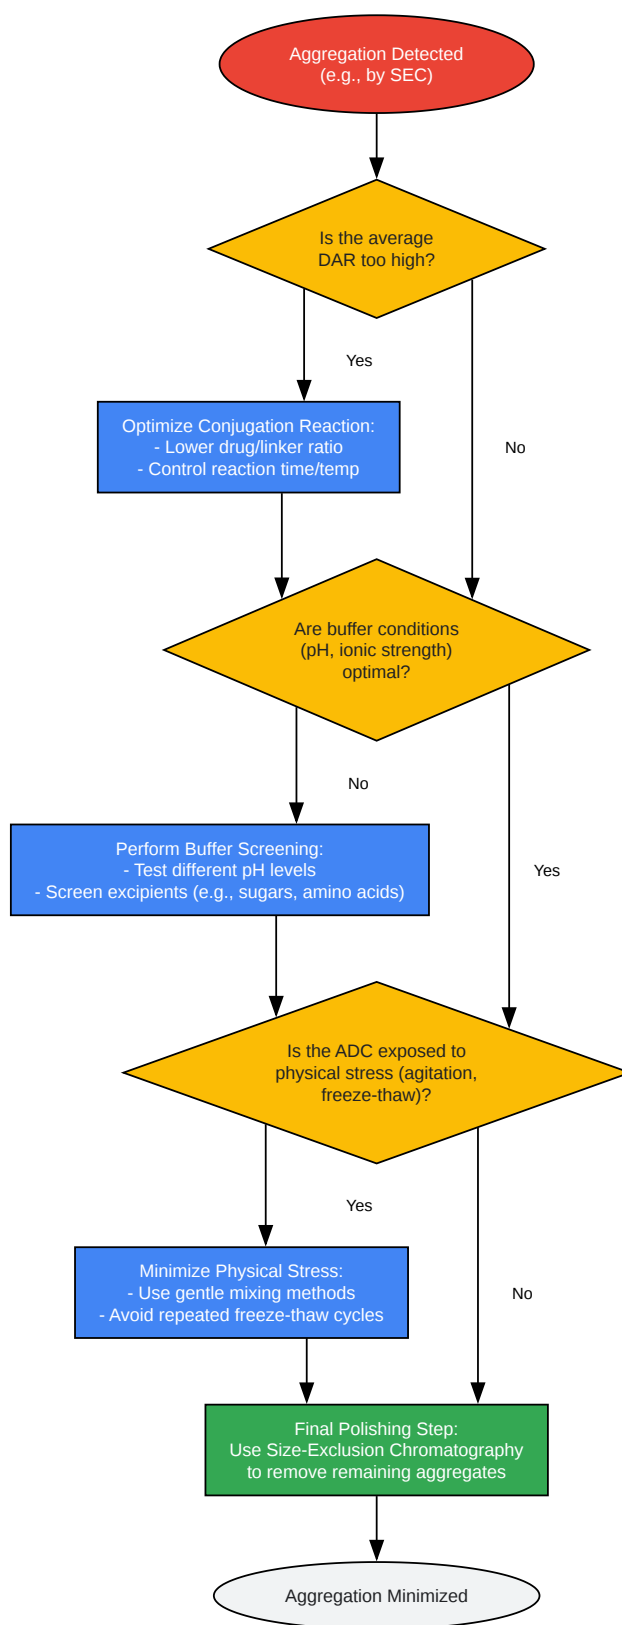 Aggregation Detected
(e.g., by SEC)
Is the average
DAR too high?
Yes
Optimize Conjugation Reaction:
- Lower drug/linker ratio
- Control reaction time/temp
No
Are buffer conditions
(pH, ionic strength)
optimal?
No
Perform Buffer Screening:
- Test different pH levels
- Screen excipients (e.g., sugars, amino acids)
Yes
Is the ADC exposed to
physical stress (agitation,
freeze-thaw)?
Yes
Minimize Physical Stress:
- Use gentle mixing methods
- Avoid repeated freeze-thaw cycles
No
Final Polishing Step:
Use Size-Exclusion Chromatography
to remove remaining aggregates
Aggregation Minimized